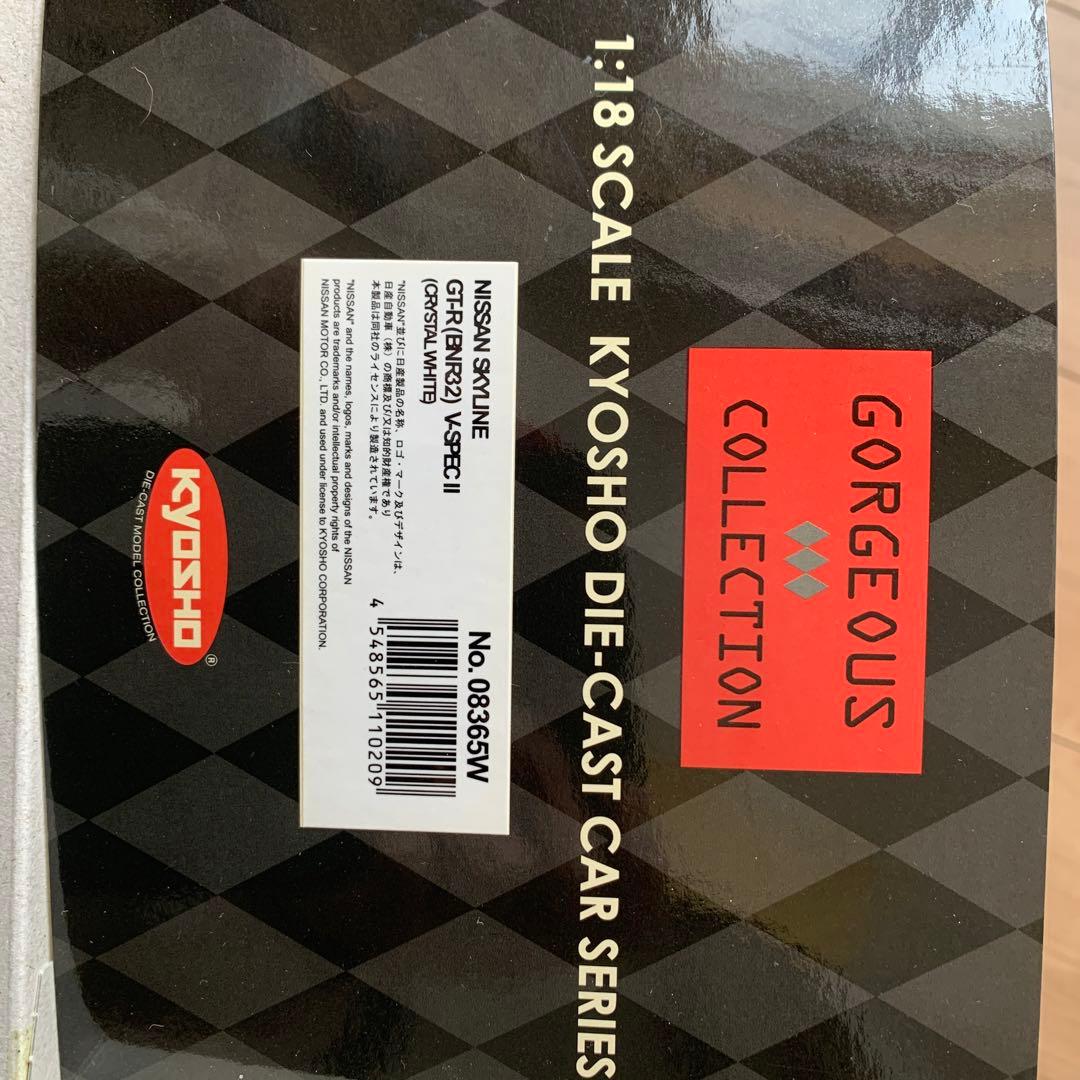 GORGEOUS
COLLECTION
1:18 SCALE KYOSHO DIE-CAST CAR SERIES
NISSAN SKYLINE
GT-R (BNR32) V-SPEC II
(CRYSTAL WHITE)
No. 08365W
"NISSAN"並びに日産製品の名称、ロゴ・マーク及びデザインは、
日産自動車（株）の商標及び/又は知的財産権であり
本製品は同社のライセンスにより製造されています。
4 548565 110209
"NISSAN" and the names, logos, marks and designs of the NISSAN
products are trademarks and/or intellectual property rights of
NISSAN MOTOR CO., LTD. and used under license to KYOSHO CORPORATION.
KYOSHO ®
DIE-CAST MODEL COLLECTION